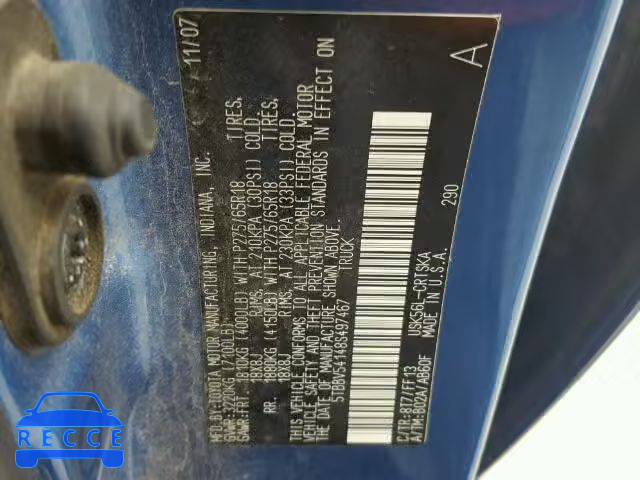 MFD.BY:TOYOTA MOTOR MANUFACTURING, INDIANA, INC. 11/07
GVWR:3220KG(7100LB)
GAWR:FRT. 1800KG (4000LB) WITH P275/65R18 TIRES,
18X8J RIMS AT 210KPA (30PSI) COLD.
RR. 1880KG (4150LB) WITH P275/65R18 TIRES,
18X8J RIMS AT 230KPA (33PSI) COLD.
THIS VEHICLE CONFORMS TO ALL APPLICABLE FEDERAL MOTOR
VEHICLE SAFETY AND THEFT PREVENTION STANDARDS IN EFFECT ON
THE DATE OF MANUFACTURE SHOWN ABOVE.
5TBBV54148S497467 TRUCK
A
C/TR:8T7/FF13 USK56L-CRTSKA 290
A/TM:B02A/AB60F MADE IN U.S.A.